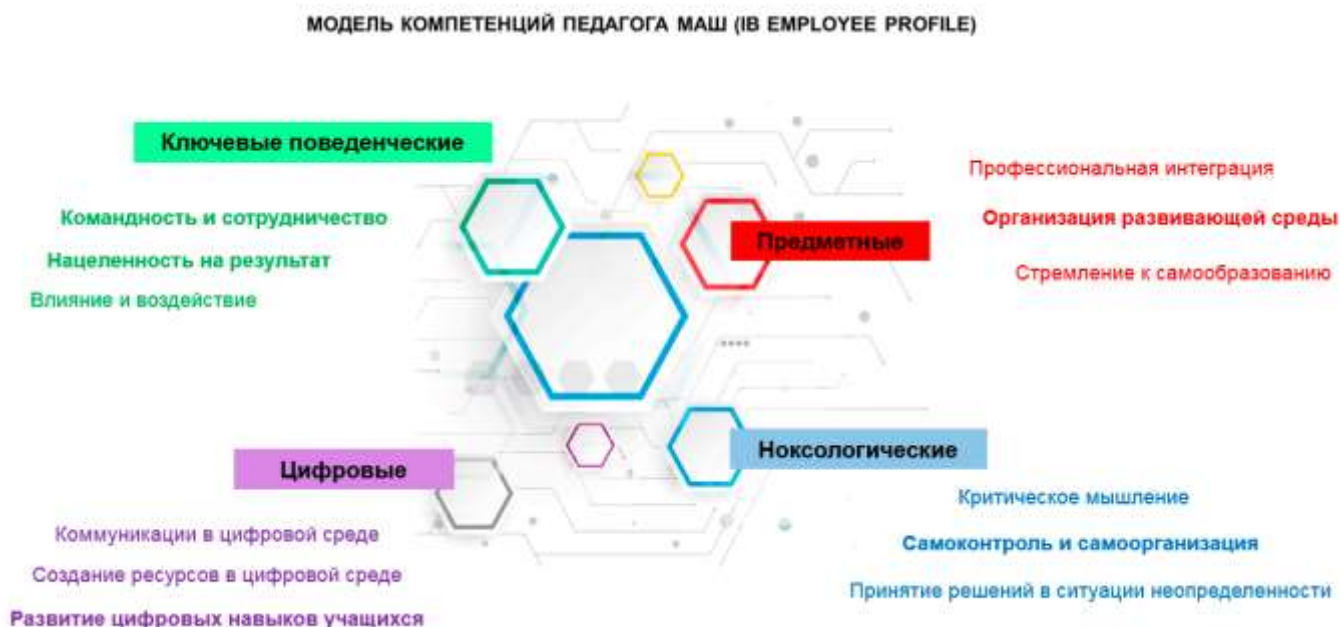 МОДЕЛЬ КОМПЕТЕНЦИЙ ПЕДАГОГА МАШ (IB EMPLOYEE PROFILE)
Ключевые поведенческие
Командность и сотрудничество
Нацеленность на результат
Влияние и воздействие
Предметные
Профессиональная интеграция
Организация развивающей среды
Стремление к самообразованию
Цифровые
Коммуникации в цифровой среде
Создание ресурсов в цифровой среде
Развитие цифровых навыков учащихся
Ноксологические
Критическое мышление
Самоконтроль и самоорганизация
Принятие решений в ситуации неопределенности